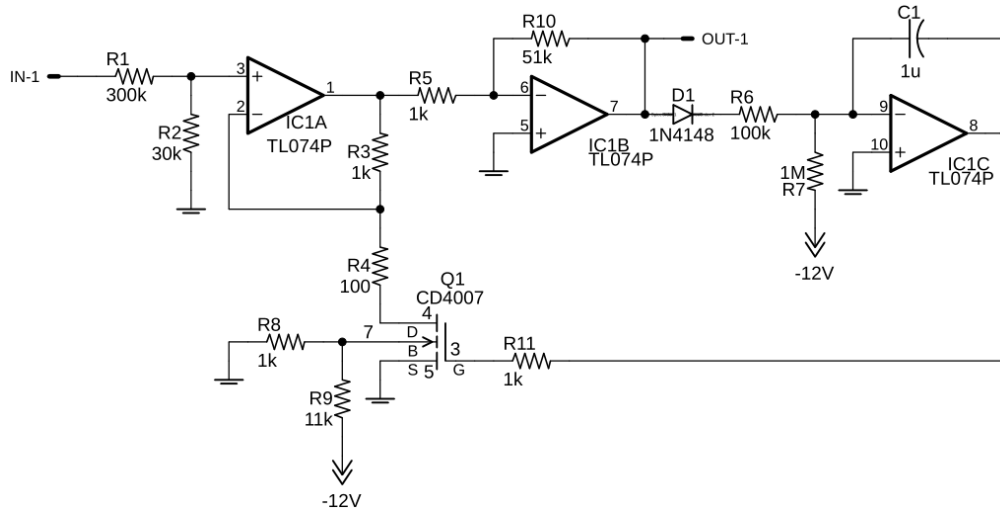 C1
R10
OUT-1
51k
1u
R1
IN-1
300k
3
+
2
−
1
IC1A
TL074P
R5
1k
6
−
5
+
7
IC1B
TL074P
D1
1N4148
R6
100k
9
−
10
+
8
IC1C
TL074P
R2
30k
R3
1k
1M
R7
-12V
R4
100
Q1
CD4007
4
D
7
B
S
5
3
G
R8
1k
R11
1k
R9
11k
-12V